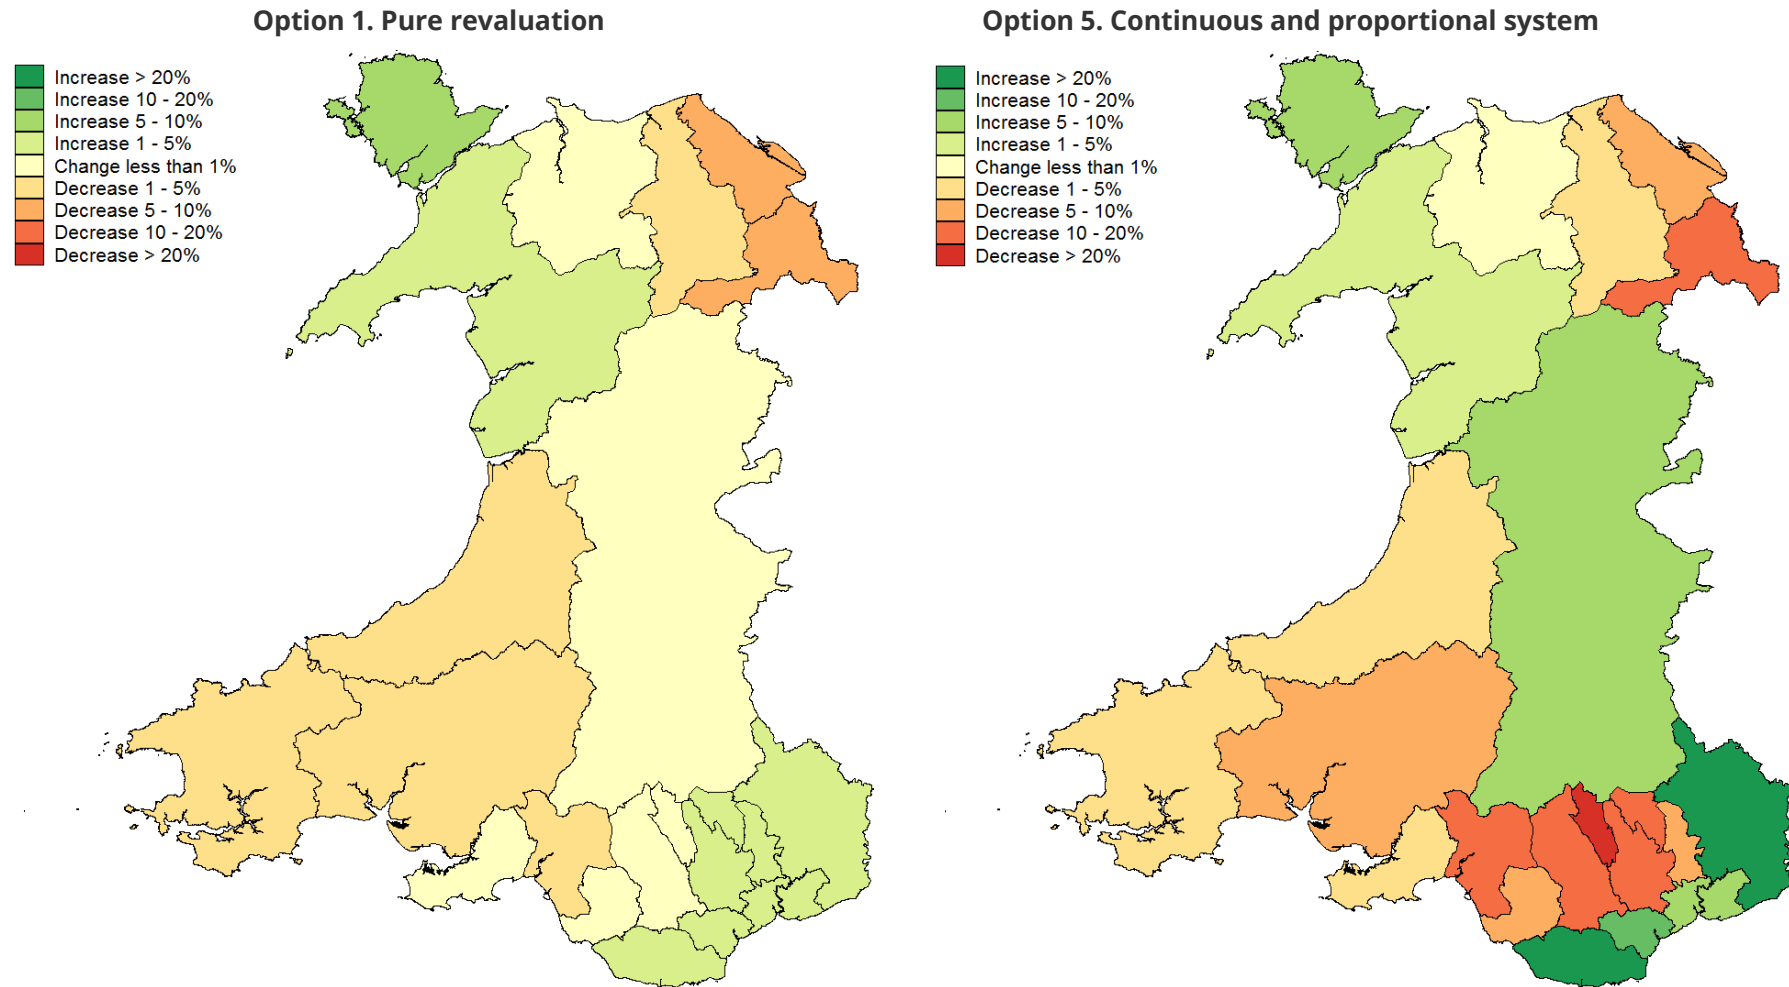 Option 1. Pure revaluation
Increase > 20%
Increase 10 - 20%
Increase 5 - 10%
Increase 1 - 5%
Change less than 1%
Decrease 1 - 5%
Decrease 5 - 10%
Decrease 10 - 20%
Decrease > 20%
Option 5. Continuous and proportional system
Increase > 20%
Increase 10 - 20%
Increase 5 - 10%
Increase 1 - 5%
Change less than 1%
Decrease 1 - 5%
Decrease 5 - 10%
Decrease 10 - 20%
Decrease > 20%